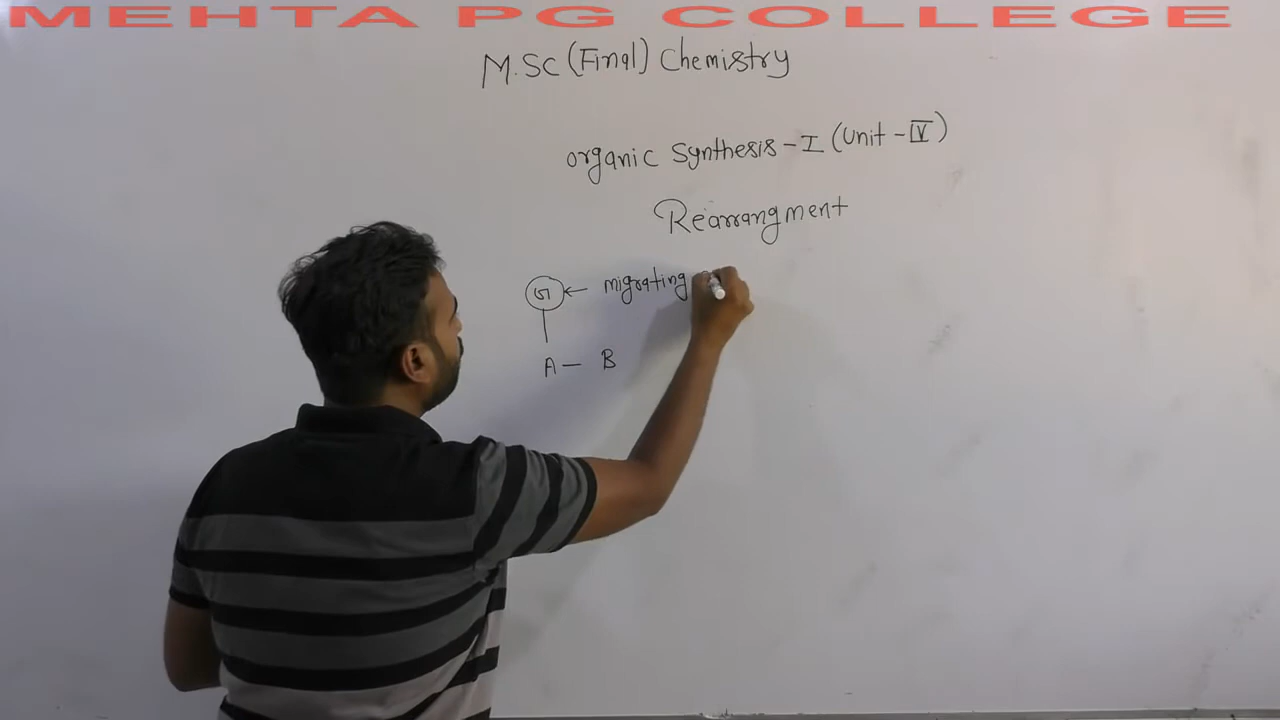 MEHTA PG COLLEGE
M.SC (Final) Chemistry
organic Synthesis - I (Unit - IV)
Rearrangment
G ← migrating
A - B